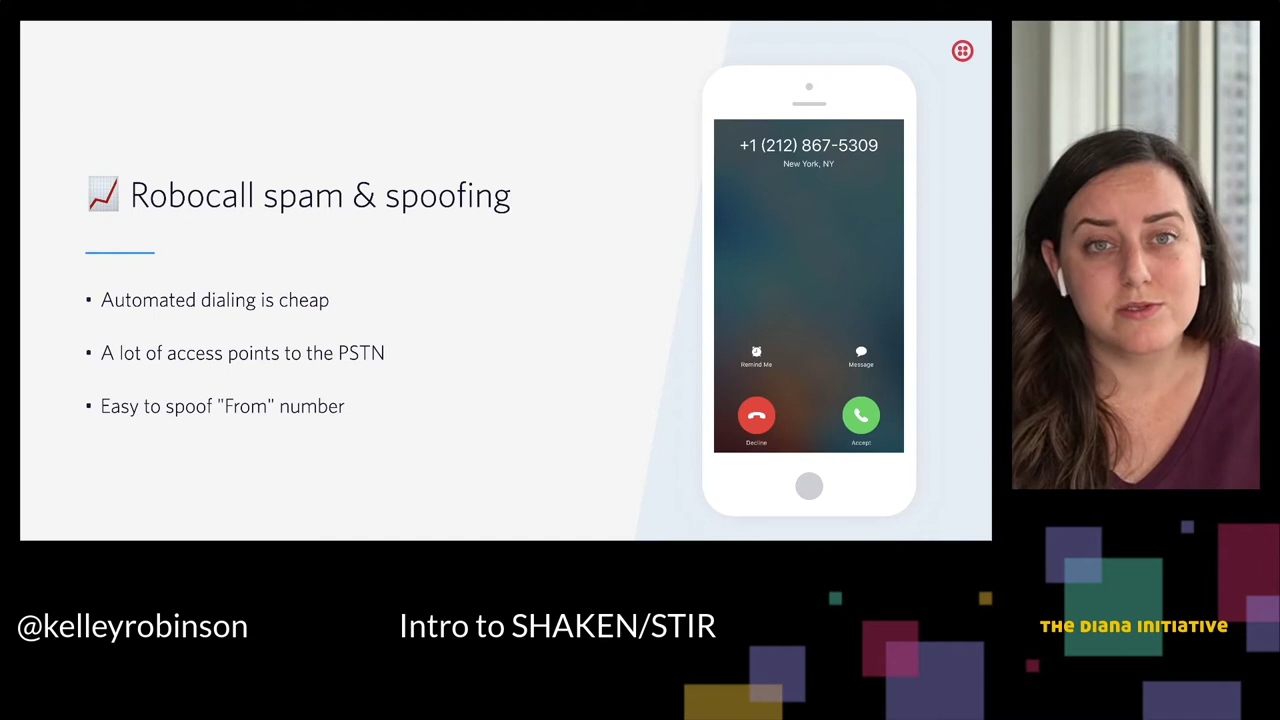 Robocall spam & spoofing
▪ Automated dialing is cheap
▪ A lot of access points to the PSTN
▪ Easy to spoof "From" number
+1 (212) 867-5309
New York, NY
Remind Me
Message
Decline
Accept
@kelleyrobinson
Intro to SHAKEN/STIR
THE DIANA INITIATIVE